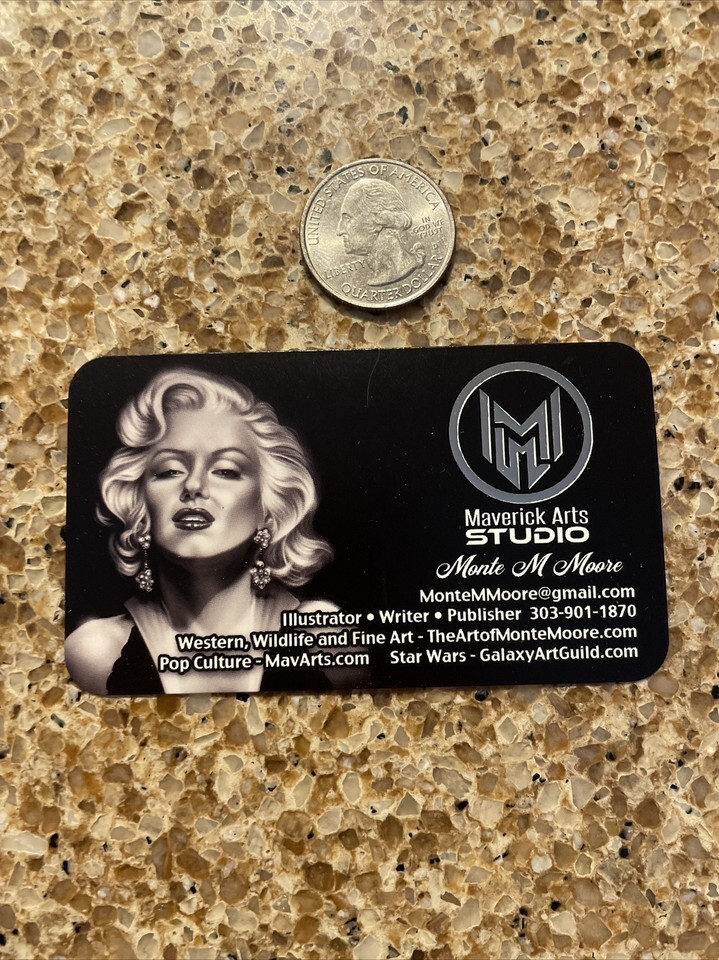 UNITED STATES OF AMERICA
LIBERTY
IN
GOD WE
TRUST
D
QUARTER DOLLAR
Maverick Arts
STUDIO
Monte M Moore
MonteMMoore@gmail.com
Illustrator • Writer • Publisher 303-901-1870
Western, Wildlife and Fine Art - TheArtofMonteMoore.com
Pop Culture - MavArts.com Star Wars - GalaxyArtGuild.com